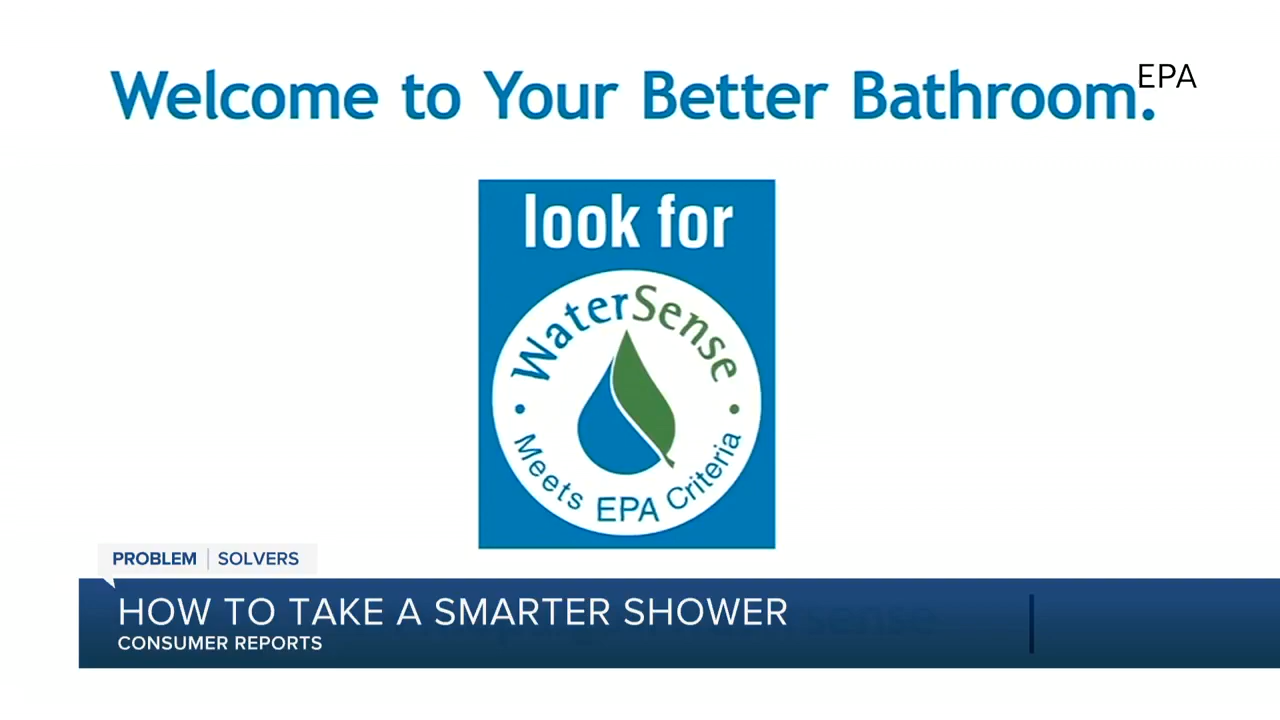 Welcome to Your Better Bathroom.
EPA
look for
WaterSense
Meets EPA Criteria
PROBLEM | SOLVERS
HOW TO TAKE A SMARTER SHOWER
CONSUMER REPORTS